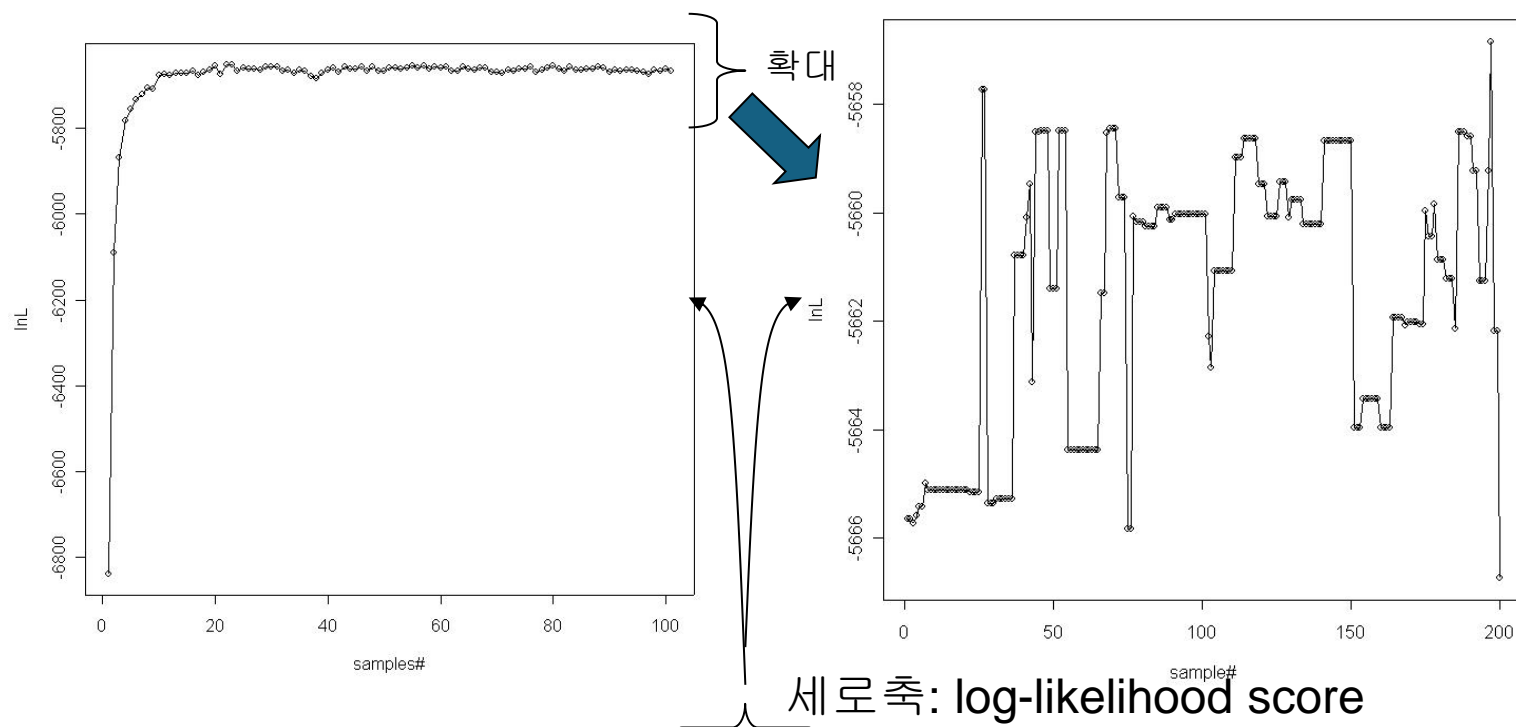 확대
-5800
-6000
-6200
-6400
-6600
-6800
lnL
0 20 40 60 80 100
samples#
-5658
-5660
-5662
-5664
-5666
lnL
0 50 100 150 200
sample#
세로축: log-likelihood score